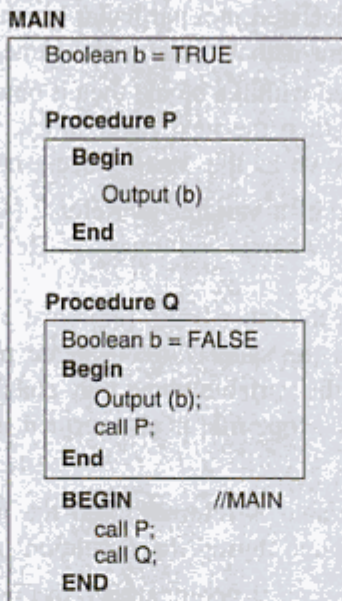 MAIN
Boolean b = TRUE
Procedure P
Begin
Output (b)
End
Procedure Q
Boolean b = FALSE
Begin
Output (b);
call P;
End
BEGIN //MAIN
call P;
call Q;
END